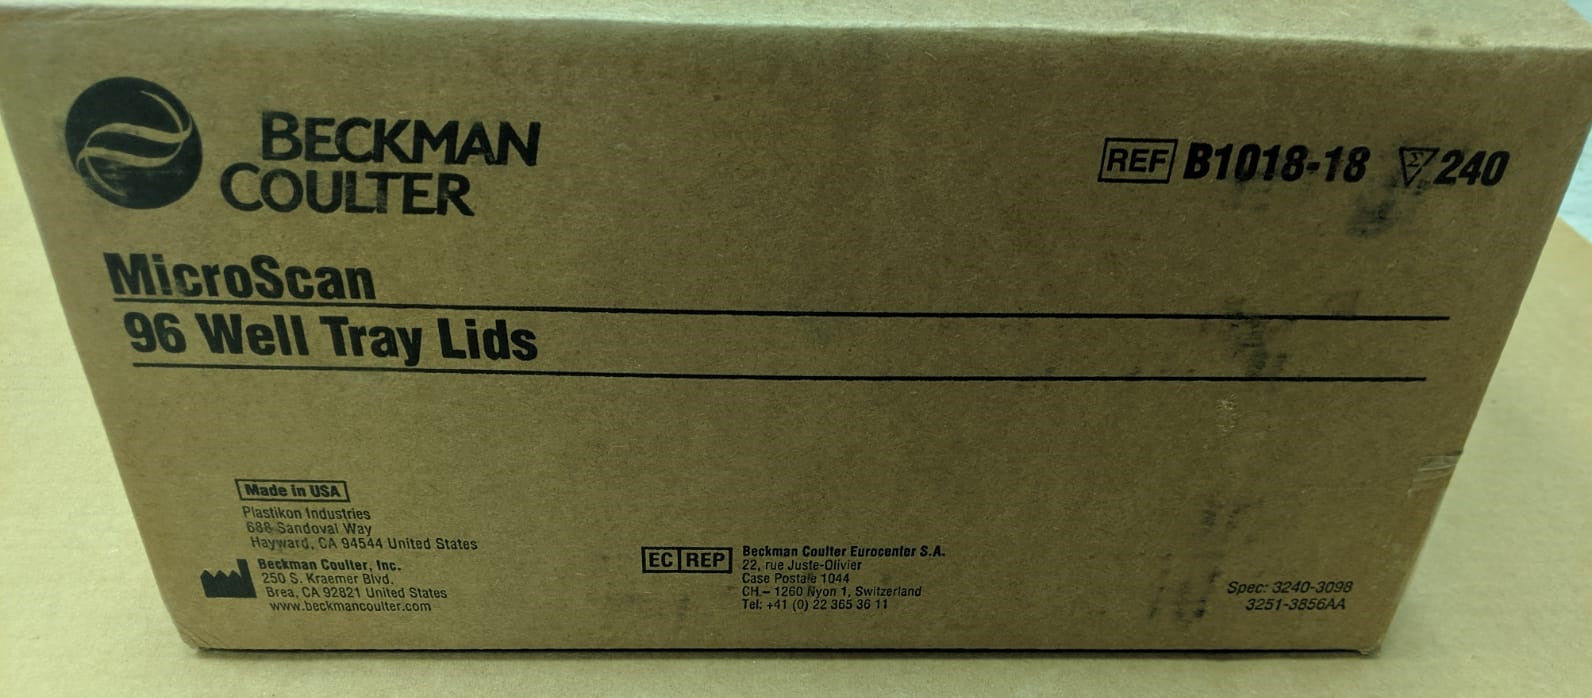 BECKMAN
COULTER
REF B1018-18 Σ 240
MicroScan
96 Well Tray Lids
Made in USA
Plastikon Industries
688 Sandoval Way
Hayward, CA 94544 United States
Beckman Coulter, Inc.
250 S. Kraemer Blvd.
Brea, CA 92821 United States
www.beckmancoulter.com
EC REP
Beckman Coulter Eurocenter S.A.
22, rue Juste-Olivier
Case Postale 1044
CH - 1260 Nyon 1, Switzerland
Tel: +41 (0) 22 365 36 11
Spec: 3240-3098
3251-3856AA